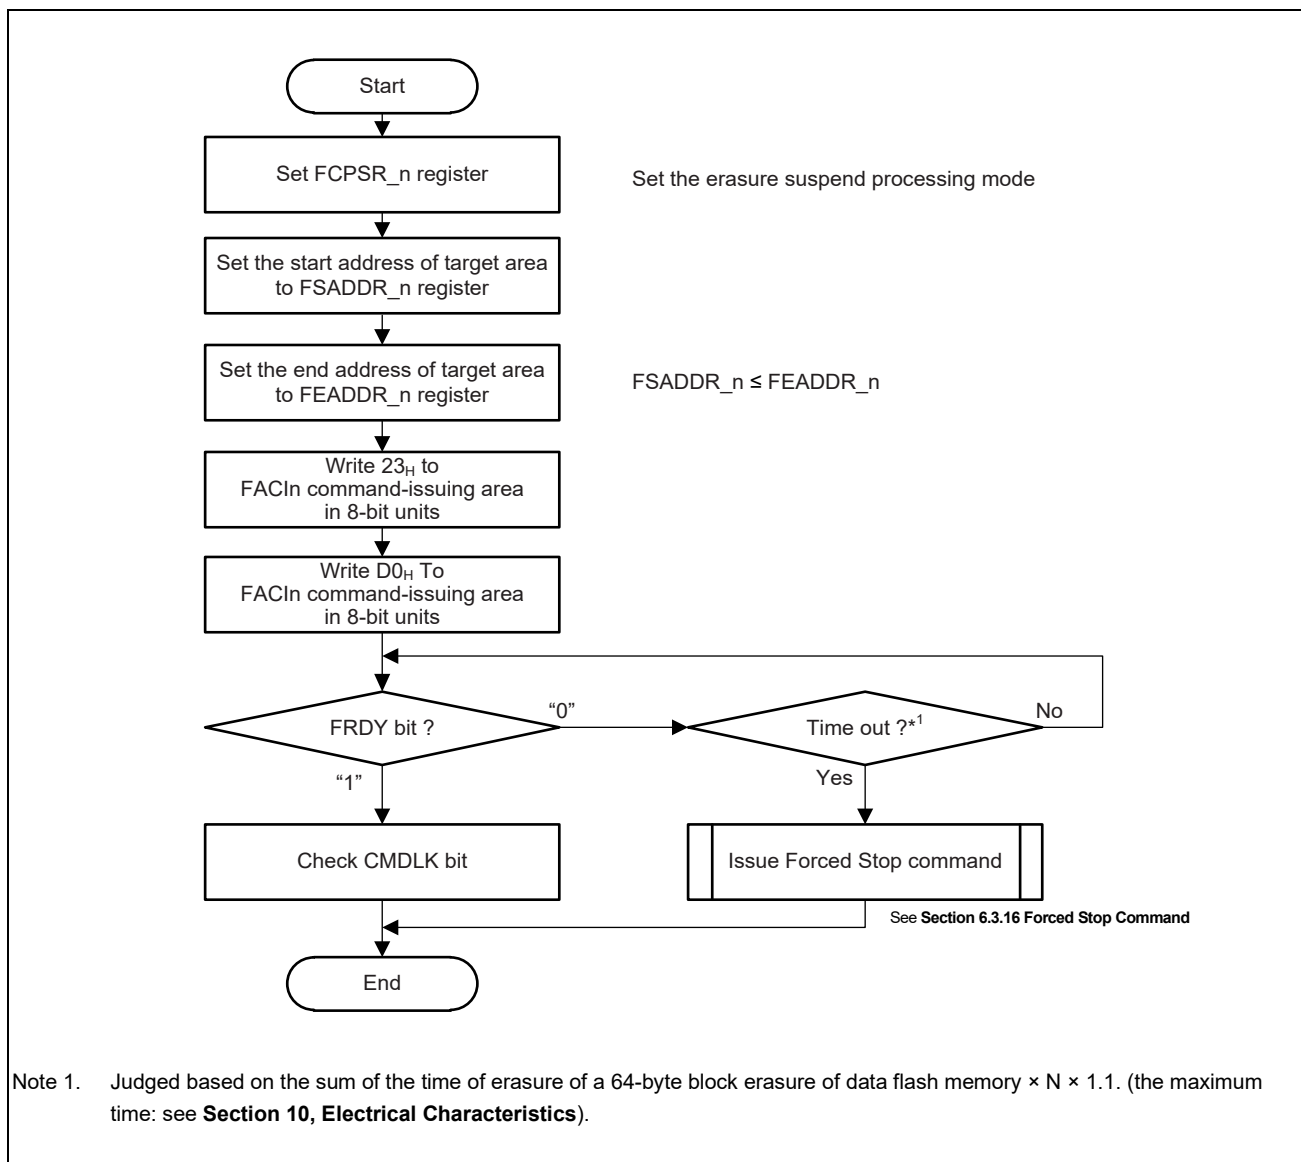 Start
Set FCPSR_n register
Set the erasure suspend processing mode
Set the start address of target area
to FSADDR_n register
Set the end address of target area
to FEADDR_n register
FSADDR_n ≤ FEADDR_n
Write 23H to
FACIn command-issuing area
in 8-bit units
Write D0H To
FACIn command-issuing area
in 8-bit units
FRDY bit ?
“0”
Time out ?*1
No
“1”
Yes
Check CMDLK bit
Issue Forced Stop command
See Section 6.3.16 Forced Stop Command
End
Note 1. Judged based on the sum of the time of erasure of a 64-byte block erasure of data flash memory × N × 1.1. (the maximum
time: see Section 10, Electrical Characteristics).